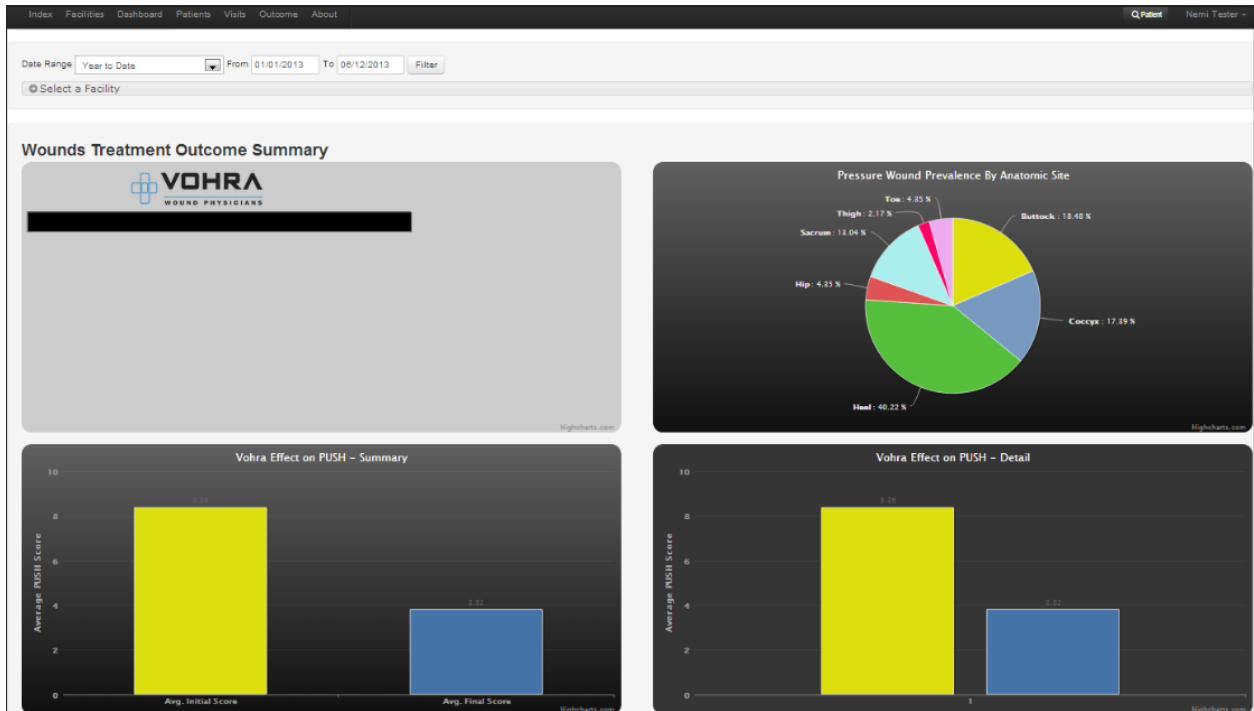 Index Facilities Dashboard Patients Visits Outcome About Patient Nemi Tester
Date Range Year to Date From 01/01/2013 To 06/12/2013 Filter
Select a Facility
Wounds Treatment Outcome Summary
VOHRA
WOUND PHYSICIANS
Highcharts.com
Pressure Wound Prevalence By Anatomic Site
Toe: 4.35 %
Thigh: 2.17 %
Buttock: 18.48 %
Sacrum: 13.04 %
Hip: 4.35 %
Coccyx: 17.39 %
Heel: 40.22 %
Highcharts.com
Vohra Effect on PUSH - Summary
Average PUSH Score
10
8
6
4
2
0
Avg. Initial Score
Avg. Final Score
Highcharts.com
Vohra Effect on PUSH - Detail
Average PUSH Score
10
8
6
4
2
0
1
Highcharts.com